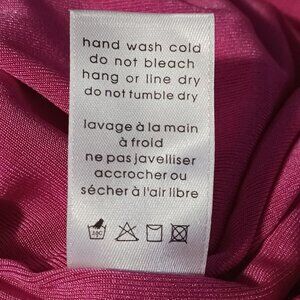 hand wash cold
do not bleach
hang or line dry
do not tumble dry
lavage à la main
à froid
ne pas javelliser
accrocher ou
sécher à l'air libre